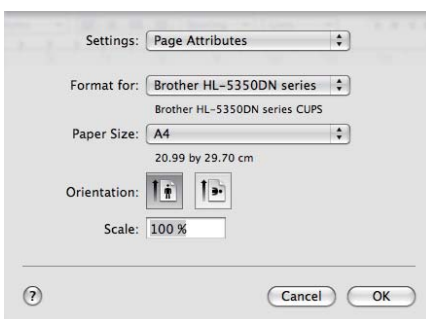 Settings: Page Attributes
Format for: Brother HL-5350DN series
Brother HL-5350DN series CUPS
Paper Size: A4
20.99 by 29.70 cm
Orientation:
Scale: 100 %
? Cancel OK